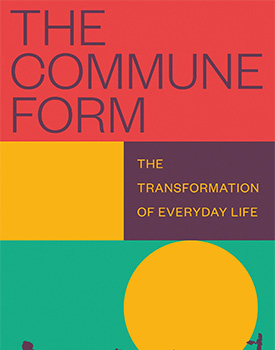 THE
COMMUNE
FORM
THE
TRANSFORMATION
OF EVERYDAY LIFE